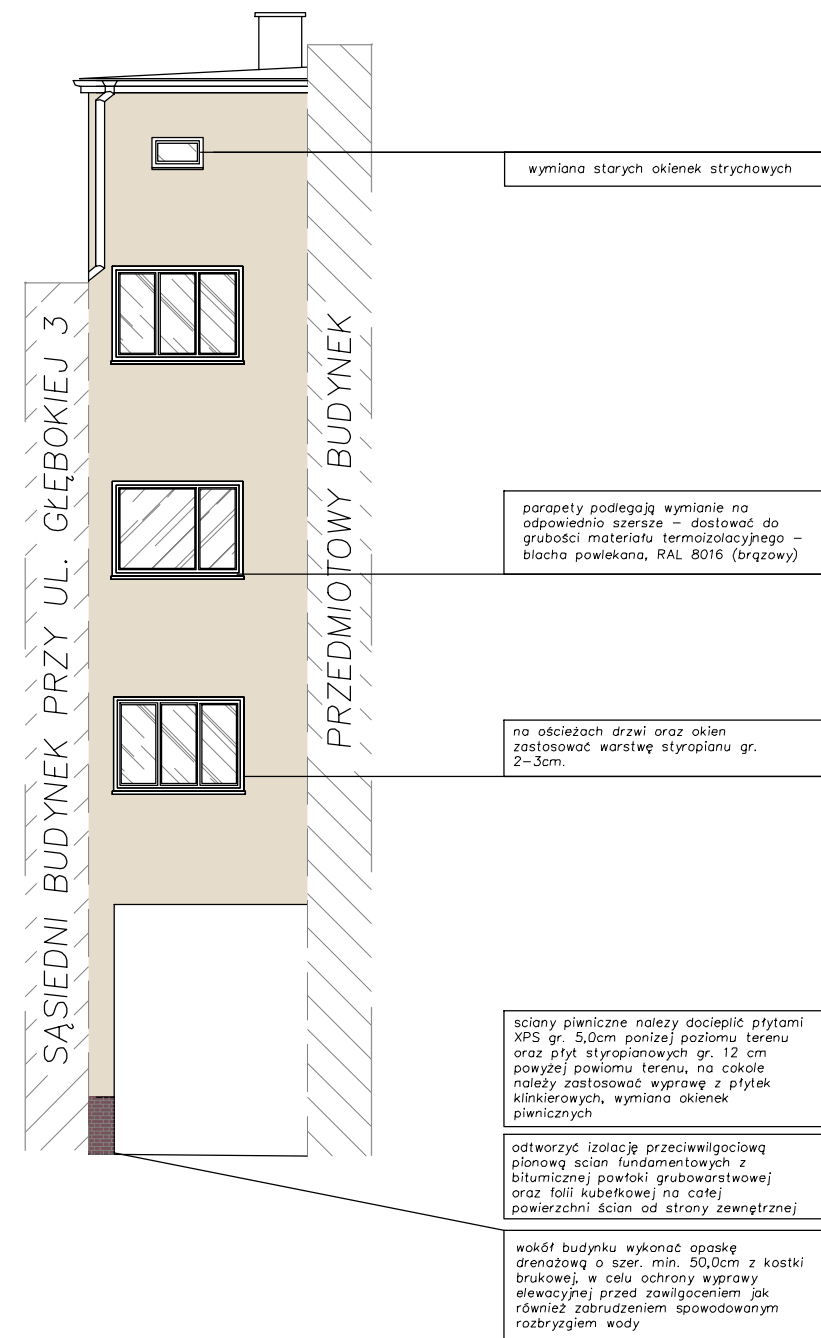 wymiana starych okienek strychowych
SĄSIEDNI BUDYNEK PRZY UL. GŁĘBOKIEJ 3
PRZEDMIOTOWY BUDYNEK
parapety podlegają wymianie na
odpowiednio szersze – dostować do
grubości materiału termoizolacyjnego –
blacha powlekana, RAL 8016 (brązowy)
na ościeżach drzwi oraz okien
zastosować warstwę styropianu gr.
2–3cm.
sciany piwniczne nalezy docieplić płytami
XPS gr. 5,0cm ponizej poziomu terenu
oraz płyt styropianowych gr. 12 cm
powyżej powiomu terenu, na cokole
należy zastosować wyprawę z płytek
klinkierowych, wymiana okienek
piwnicznych
odtworzyć izolację przeciwwilgociową
pionową scian fundamentowych z
bitumicznej powłoki grubowarstwowej
oraz folii kubełkowej na całej
powierzchni ścian od strony zewnętrznej
wokół budynku wykonać opaskę
drenażową o szer. min. 50,0cm z kostki
brukowej, w celu ochrony wyprawy
elewacyjnej przed zawilgoceniem jak
również zabrudzeniem spowodowanym
rozbryzgiem wody